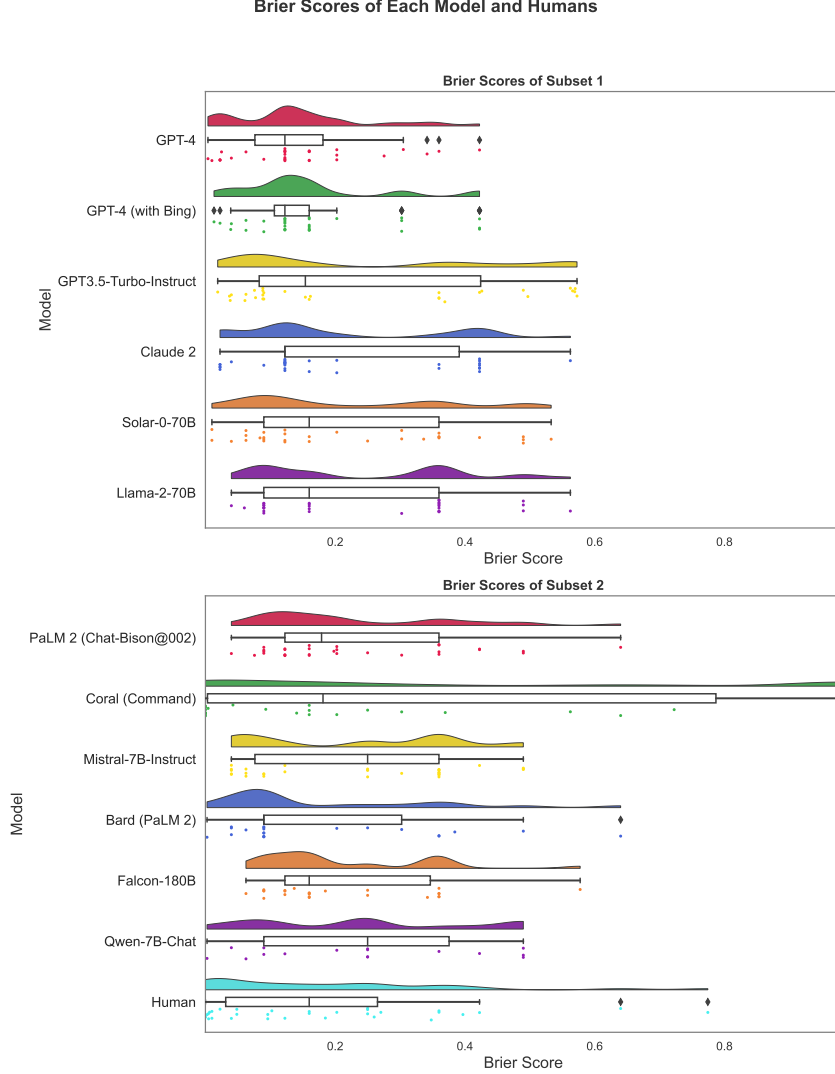 Brier Scores of Each Model and Humans
Brier Scores of Subset 1
GPT-4
GPT-4 (with Bing)
GPT3.5-Turbo-Instruct
Claude 2
Solar-0-70B
Llama-2-70B
Model
0.2 0.4 0.6 0.8
Brier Score
Brier Scores of Subset 2
PaLM 2 (Chat-Bison@002)
Coral (Command)
Mistral-7B-Instruct
Bard (PaLM 2)
Falcon-180B
Qwen-7B-Chat
Human
Model
0.2 0.4 0.6 0.8
Brier Score